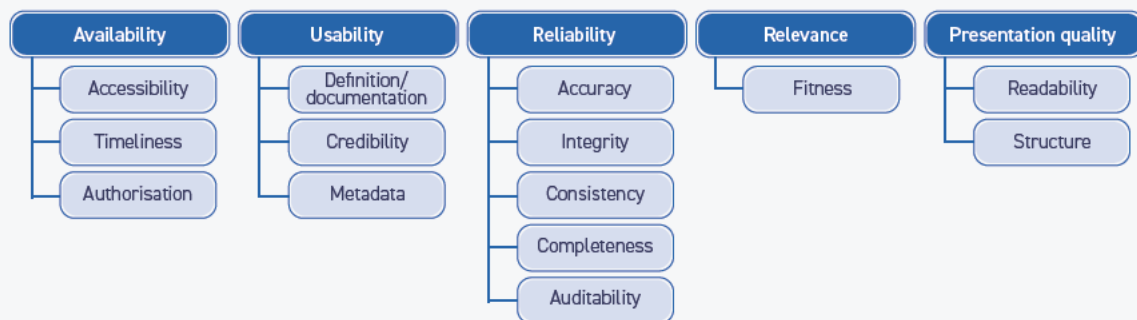 Availability
Accessibility
Timeliness
Authorisation
Usability
Definition/
documentation
Credibility
Metadata
Reliability
Accuracy
Integrity
Consistency
Completeness
Auditability
Relevance
Fitness
Presentation quality
Readability
Structure